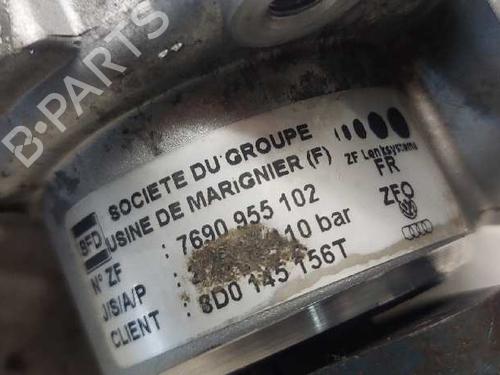 B-PARTS
SFD
SOCIETE DU GROUPE
USINE DE MARIGNIER (F)
ZF Lenksysteme
FR
ZFO
N° ZF : 7690 955 102
J/S/A/P : 10 bar
CLIENT : 8D0 145 156T